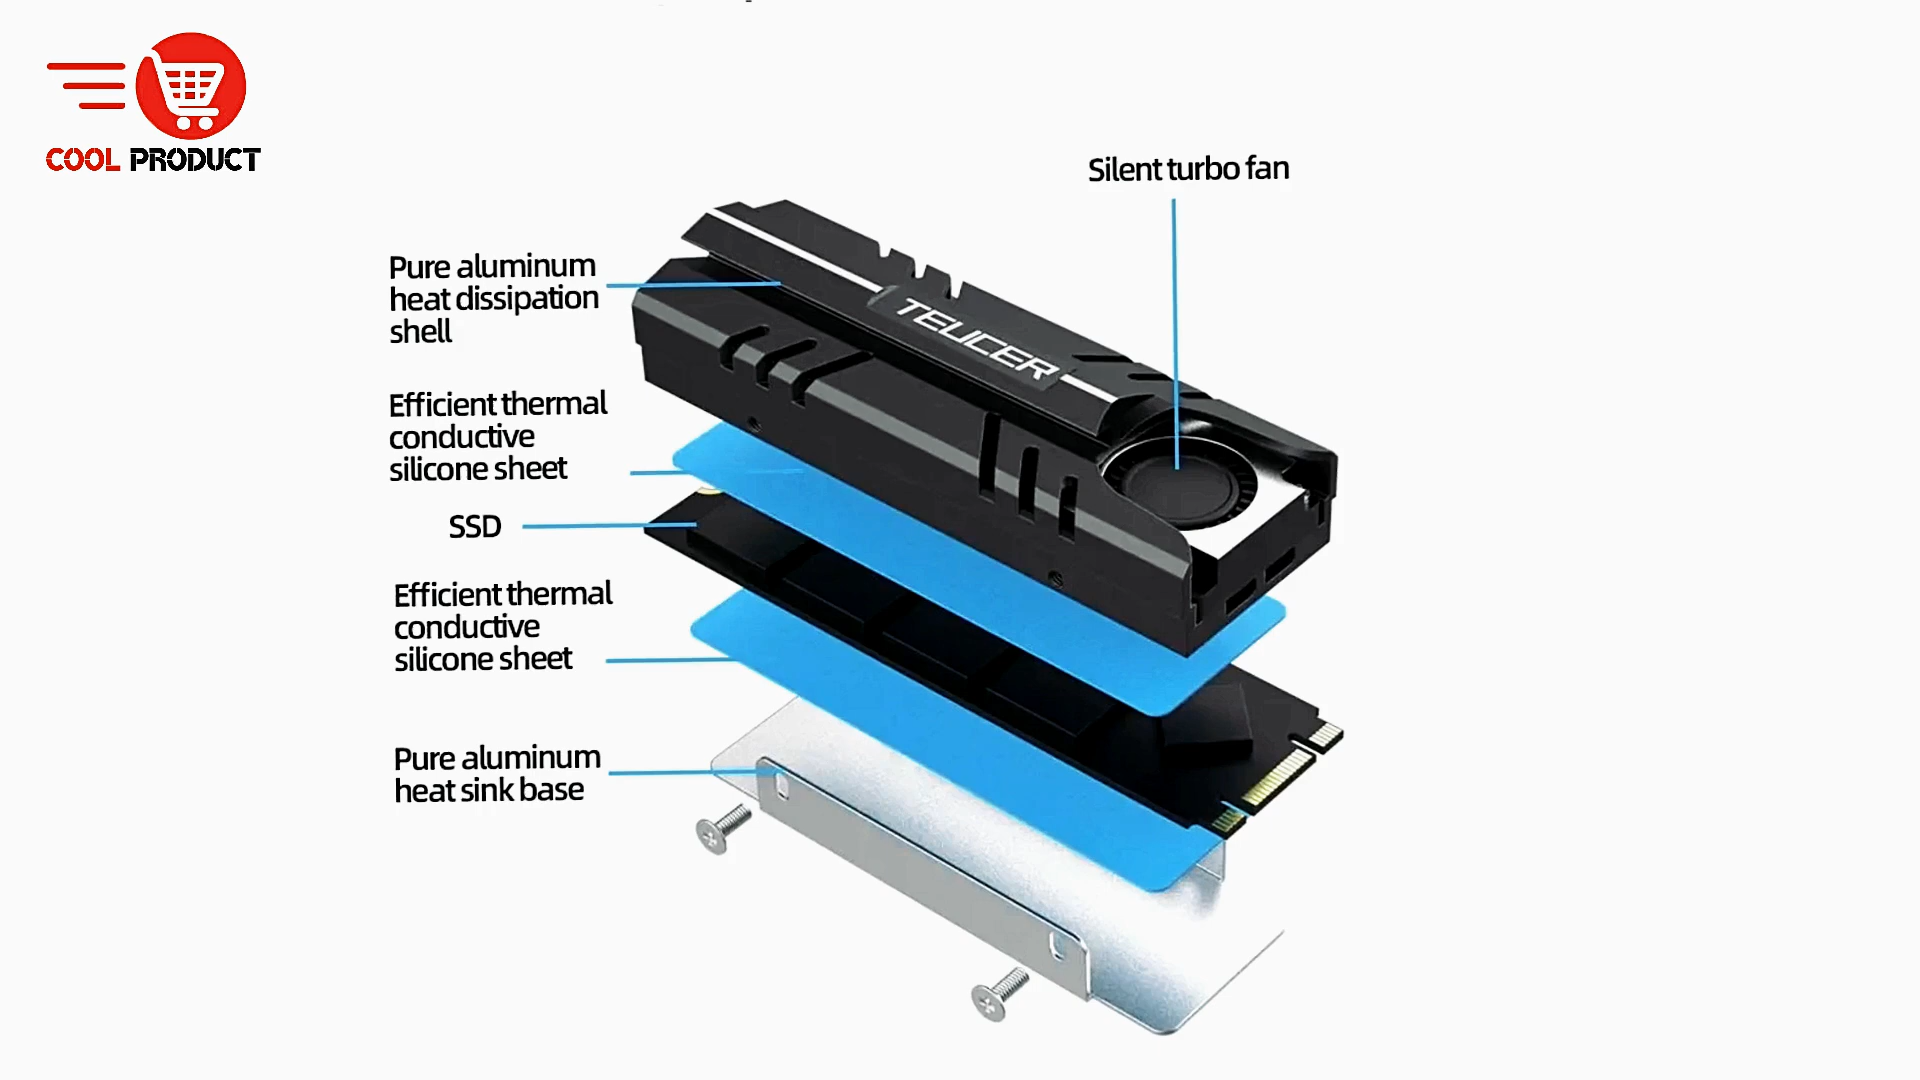 COOL PRODUCT
Silent turbo fan
Pure aluminum
heat dissipation
shell
TEUCER
Efficient thermal
conductive
silicone sheet
SSD
Efficient thermal
conductive
silicone sheet
Pure aluminum
heat sink base